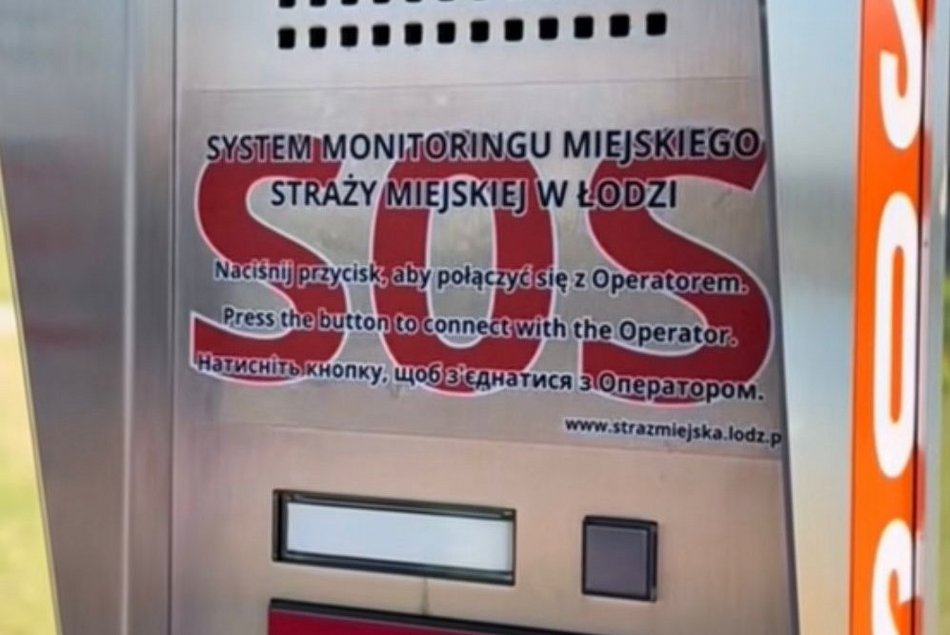 SOS
SYSTEM MONITORINGU MIEJSKIEGO
STRAŻY MIEJSKIEJ W ŁODZI
Naciśnij przycisk, aby połączyć się z Operatorem.
Press the button to connect with the Operator.
Натисніть кнопку, щоб з'єднатися з Оператором.
www.strazmiejska.lodz.p
SOS